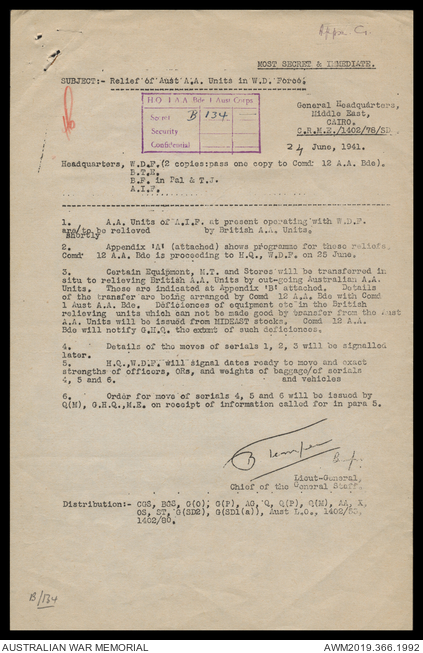 MOST SECRET & IMMEDIATE.
SUBJECT:- Relief of Aust A.A. Units in W.D. Force.
H Q 1 A.A. Bde 1 Aust Corps
Secret B 134
Security
Confidential
General Headquarters,
Middle East,
CAIRO.
C.R.M.E./1402/78/SD
24 June, 1941.
Headquarters, W.D.F. (2 copies: pass one copy to Comd 12 A.A. Bde).
B.T.E.
B.F. in Pal & T.J.
A.I.F.
1. A.A. Units of A.I.F. at present operating with W.D.F.
are/to be relieved by British A.A. Units.
shortly
2. Appendix 'A' (attached) shows programme for these reliefs.
Comd 12 A.A. Bde is proceeding to H.Q., W.D.F. on 25 June.
3. Certain Equipment, M.T. and Stores will be transferred in
situ to relieving British A.A. Units by out-going Australian A.A.
Units. These are indicated at Appendix 'B' attached. Details
of the transfer are being arranged by Comd 12 A.A. Bde with Comd
1 Aust A.A. Bde. Deficiences of equipment etc in the British
relieving units which can not be made good by transfer from the Aust
A.A. Units will be issued from MIDEAST stocks. Comd 12 A.A.
Bde will notify G.H.Q. the extent of such deficiences.
4. Details of the moves of serials 1, 2, 3 will be signalled
later.
5. H.Q., W.D.F. will signal dates ready to move and exact
strengths of officers, ORs, and weights of baggage/of serials
4, 5 and 6. and vehicles
6. Order for move of serials 4, 5 and 6 will be issued by
Q(M), G.H.Q., M.E. on receipt of information called for in para 5.
Lieut-General,
Chief of the General Staff.
Distribution:- CGS, BGS, G(O), G(P), AG, Q, Q(P), Q(M), AA, X,
OS, ST, G(SD2), G(SD1(a)), Aust L.O., 1402/53,
1402/80.
B/134
AUSTRALIAN WAR MEMORIAL
AWM2019.366.1992